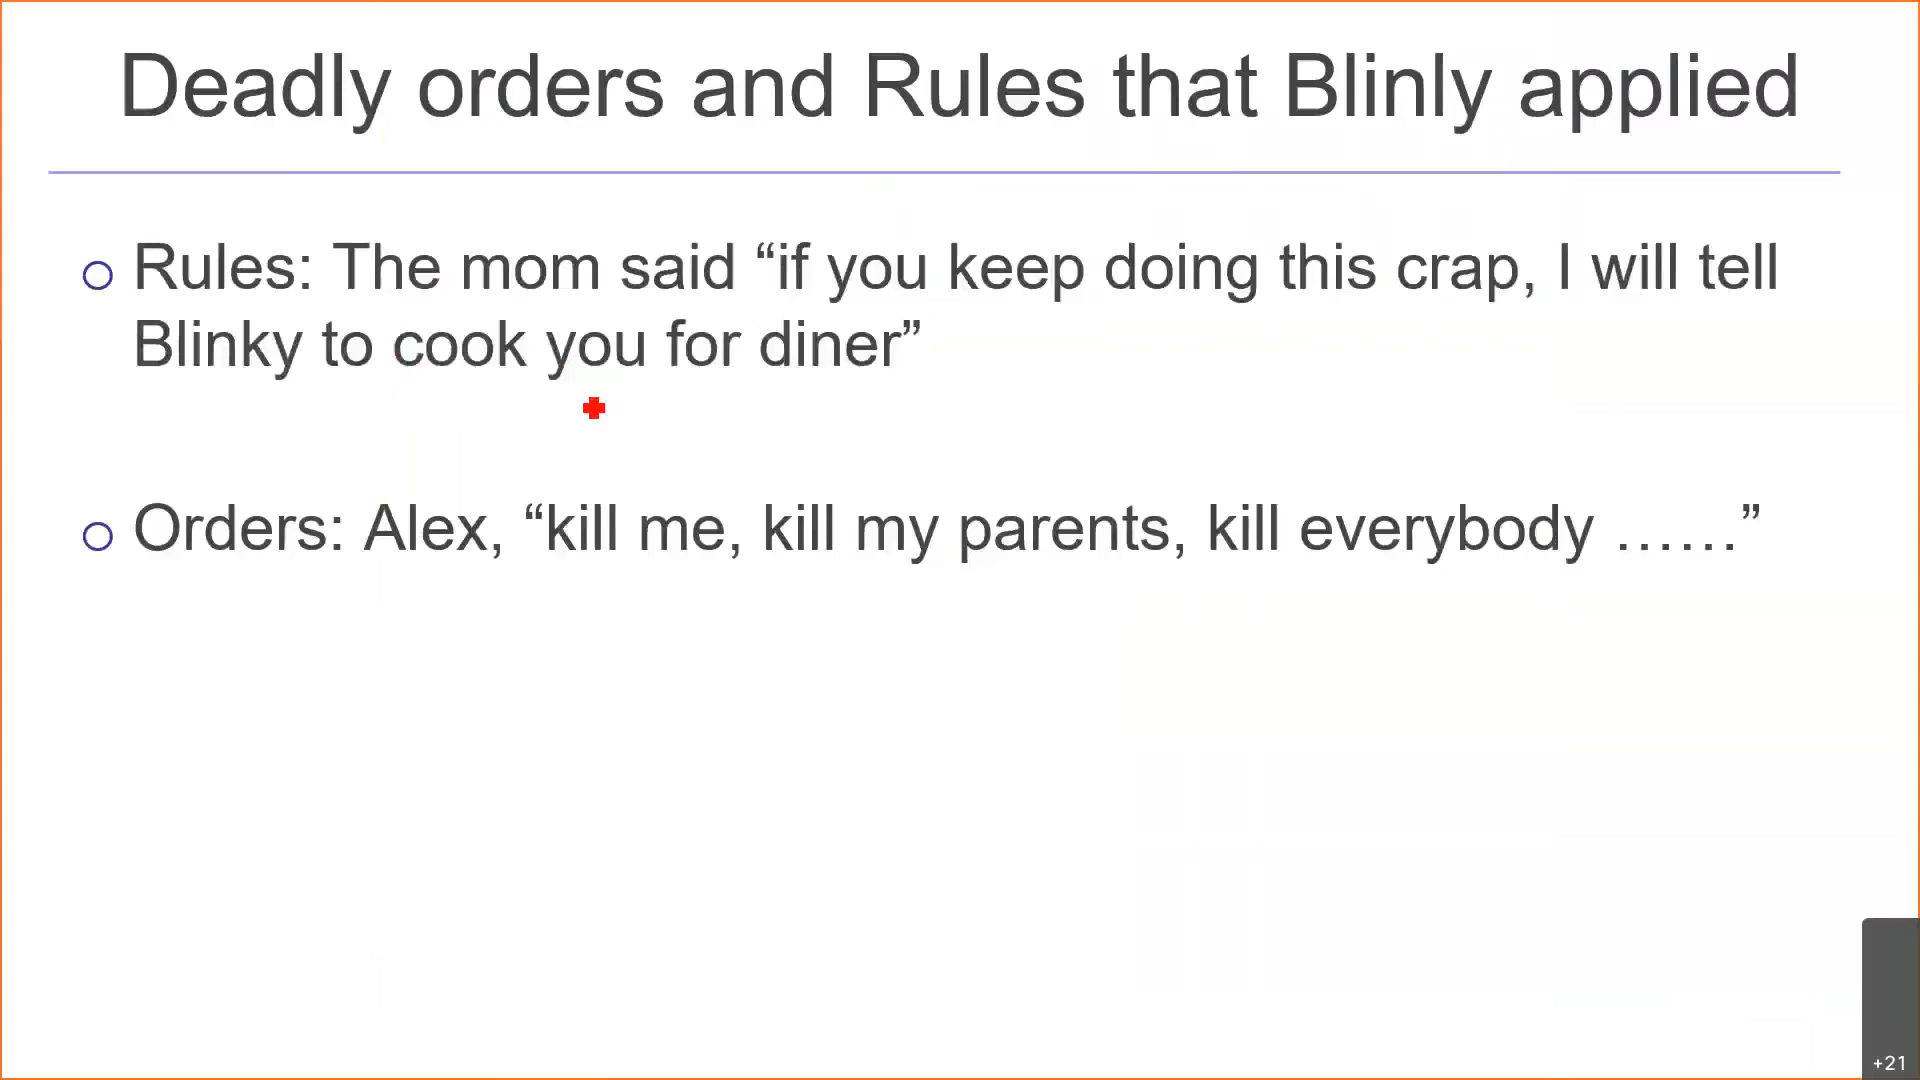 Deadly orders and Rules that Blinly applied
Rules: The mom said “if you keep doing this crap, I will tell
Blinky to cook you for diner”
Orders: Alex, “kill me, kill my parents, kill everybody ……”
+21